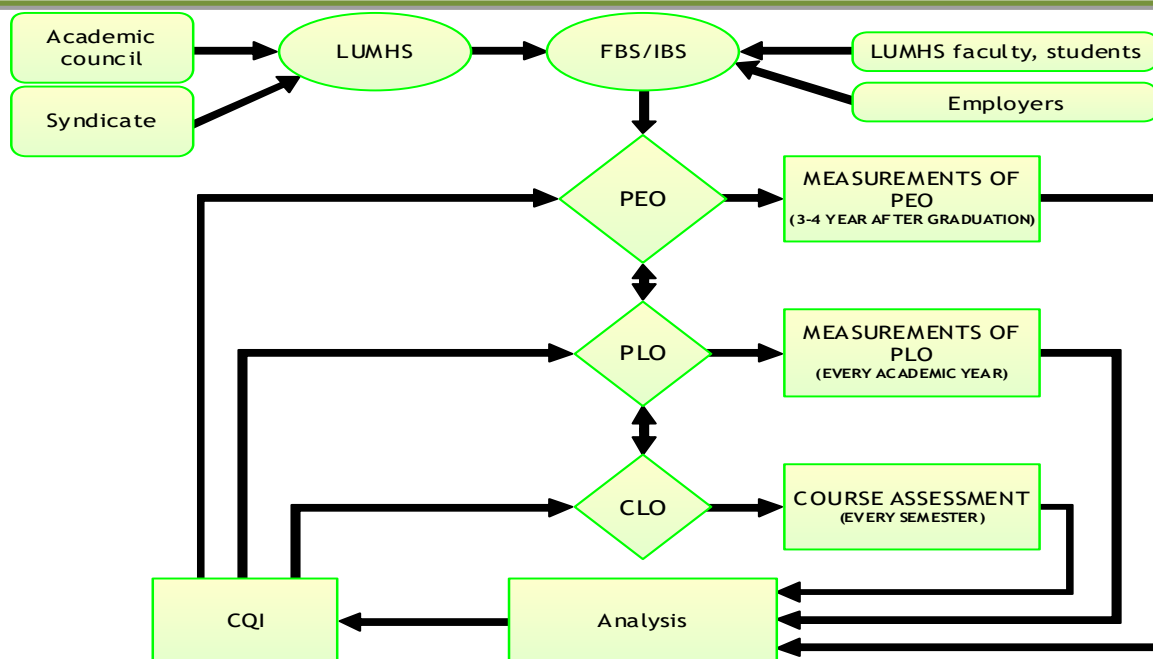 Academic
council
LUMHS
FBS/IBS
LUMHS faculty, students
Syndicate
Employers
PEO
MEASUREMENTS OF
PEO
(3-4 YEAR AFTER GRADUATION)
PLO
MEASUREMENTS OF
PLO
(EVERY ACADEMIC YEAR)
CLO
COURSE ASSESSMENT
(EVERY SEMESTER)
CQI
Analysis